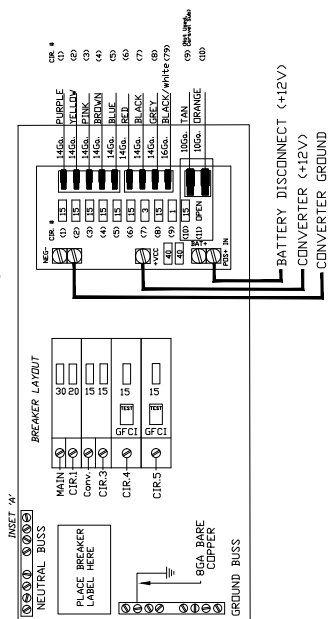 INSET 'A'
NEUTRAL BUSS
PLACE BREAKER
LABEL HERE
8GA BARE
COPPER
GROUND BUSS
BREAKER LAYOUT
MAIN 30
CIR.1 20
Conv. 15
CIR.3 15
CIR.4 GFCI TEST 15
CIR.5 GFCI TEST 15
NEG-
+VCC
40
40
BAT+
POS+ IN
CIR. #
(1) 15 14Ga. PURPLE (1)
(2) 15 14Ga. YELLOW (2)
(3) 15 14Ga. PINK (3)
(4) 15 14Ga. BROWN (4)
(5) 15 14Ga. BLUE (5)
(6) 15 14Ga. RED (6)
(7) 3 14Ga. BLACK (7)
(8) 15 14Ga. GREY (8)
(9) 1 16Ga. BLACK/white (79)
(10) 15 10Ga. TAN (9)
(11) OPEN 10Ga. ORANGE (10)
CIR. #
BATTERY DISCONNECT (+12V)
CONVERTER (+12V)
CONVERTER GROUND